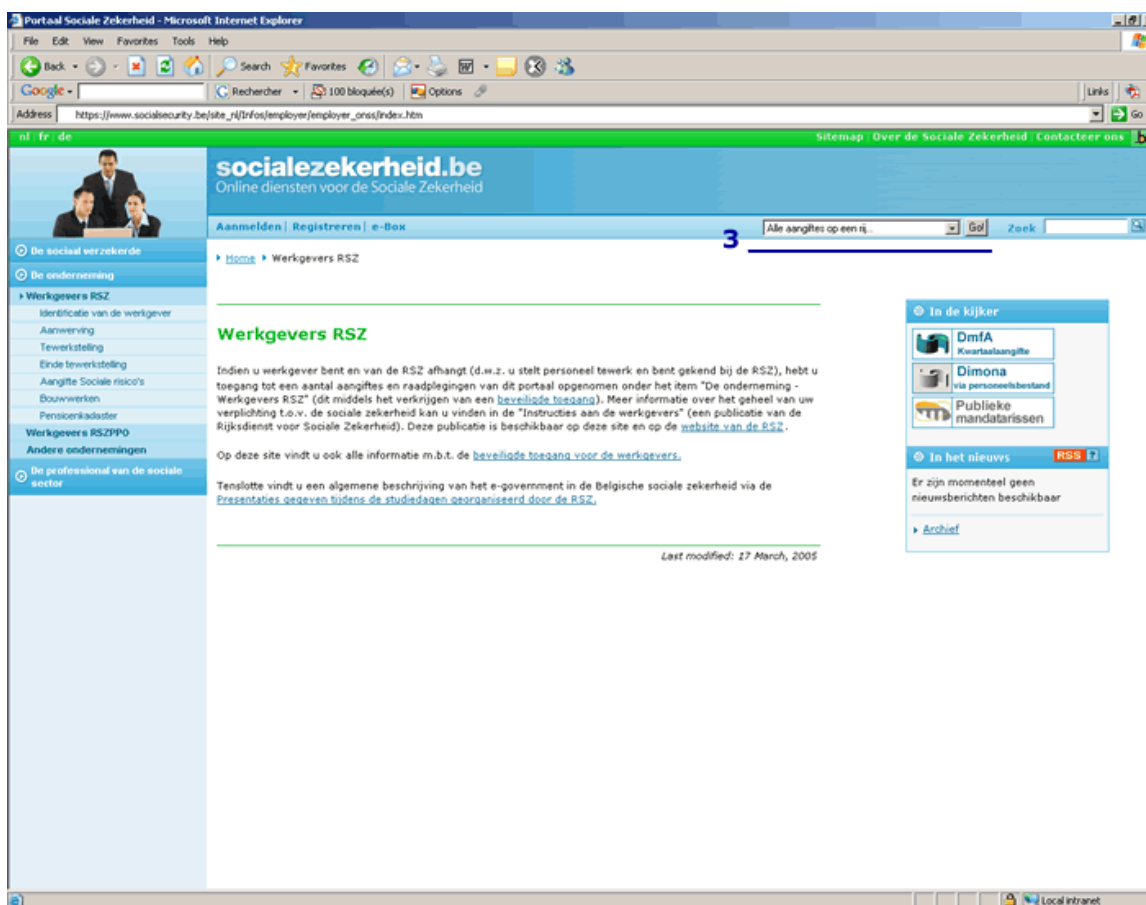 Portaal Sociale Zekerheid - Microsoft Internet Explorer
File Edit View Favorites Tools Help
Back Search Favorites
Google Rechercher 100 bloquée(s) Options Links
Address https://www.socialsecurity.be/site_nl/Infos/employer/employer_onss/index.htm Go
nl fr de Sitemap Over de Sociale Zekerheid Contacteer ons b
socialezekerheid.be
Online diensten voor de Sociale Zekerheid
Aanmelden | Registreren | e-Box Alle aangiftes op een rij... Go! Zoek
3
De sociaal verzekerde
De onderneming
Werkgevers RSZ
Identificatie van de werkgever
Aanwerving
Tewerkstelling
Einde tewerkstelling
Aangifte Sociale risico's
Bouwwerken
Pensioenkadaster
Werkgevers RSZPPO
Andere ondernemingen
De professional van de sociale
sector
Home Werkgevers RSZ
Werkgevers RSZ
Indien u werkgever bent en van de RSZ afhangt (d.w.z. u stelt personeel tewerk en bent gekend bij de RSZ), hebt u
toegang tot een aantal aangiftes en raadplegingen van dit portaal opgenomen onder het item "De onderneming -
Werkgevers RSZ" (dit middels het verkrijgen van een beveiligde toegang). Meer informatie over het geheel van uw
verplichting t.o.v. de sociale zekerheid kan u vinden in de "Instructies aan de werkgevers" (een publicatie van de
Rijksdienst voor Sociale Zekerheid). Deze publicatie is beschikbaar op deze site en op de website van de RSZ.
Op deze site vindt u ook alle informatie m.b.t. de beveiligde toegang voor de werkgevers.
Tenslotte vindt u een algemene beschrijving van het e-government in de Belgische sociale zekerheid via de
Presentaties gegeven tijdens de studiedagen georganiseerd door de RSZ.
Last modified: 17 March, 2005
In de kijker
DmfA
Kwartaalaangifte
Dimona
via personeelsbestand
Publieke
mandatarissen
In het nieuws RSS ?
Er zijn momenteel geen
nieuwsberichten beschikbaar
Archief
Local intranet